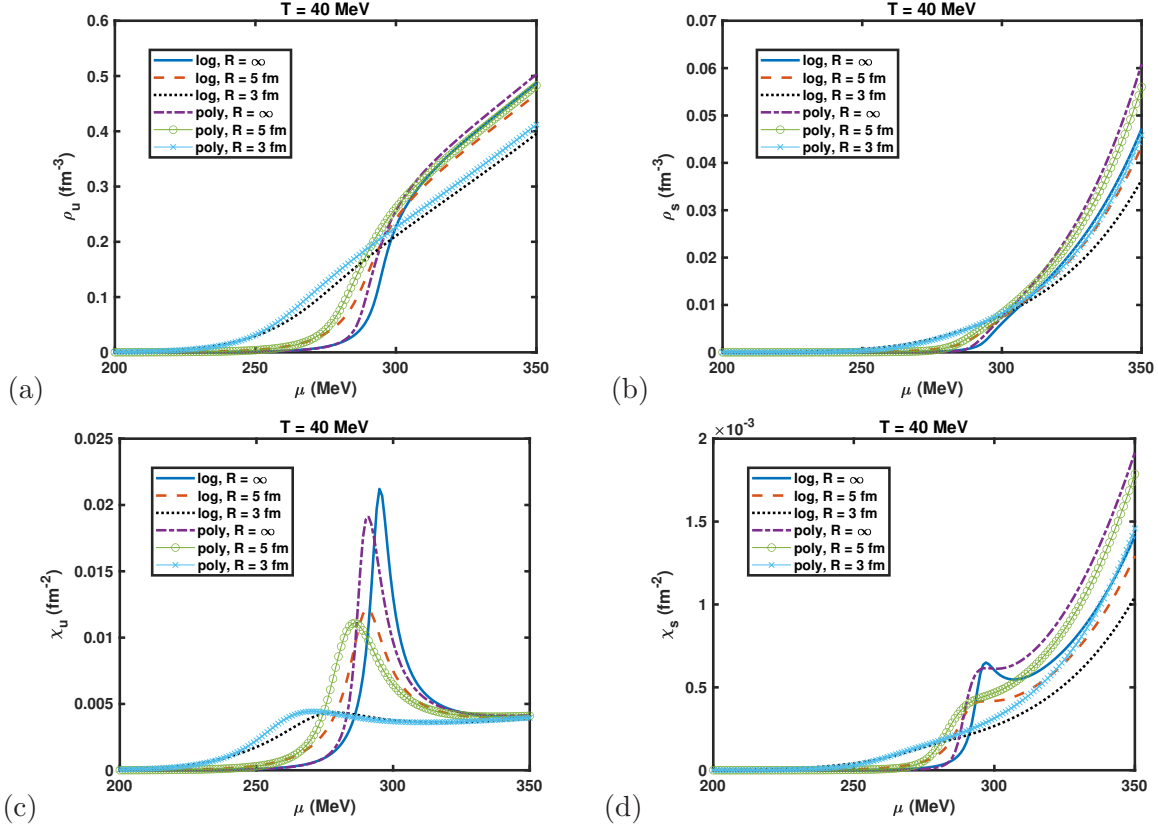 T = 40 MeV
0.6
0.5
0.4
0.3
0.2
0.1
0
ρu (fm-3)
log, R = ∞
log, R = 5 fm
log, R = 3 fm
poly, R = ∞
poly, R = 5 fm
poly, R = 3 fm
200
250
300
350
μ (MeV)
(a)
T = 40 MeV
0.07
0.06
0.05
0.04
0.03
0.02
0.01
0
ρs (fm-3)
log, R = ∞
log, R = 5 fm
log, R = 3 fm
poly, R = ∞
poly, R = 5 fm
poly, R = 3 fm
200
250
300
350
μ (MeV)
(b)
T = 40 MeV
0.025
0.02
0.015
0.01
0.005
0
χu (fm-2)
log, R = ∞
log, R = 5 fm
log, R = 3 fm
poly, R = ∞
poly, R = 5 fm
poly, R = 3 fm
200
250
300
350
μ (MeV)
(c)
×10-3
T = 40 MeV
2
1.5
1
0.5
0
χs (fm-2)
log, R = ∞
log, R = 5 fm
log, R = 3 fm
poly, R = ∞
poly, R = 5 fm
poly, R = 3 fm
200
250
300
350
μ (MeV)
(d)